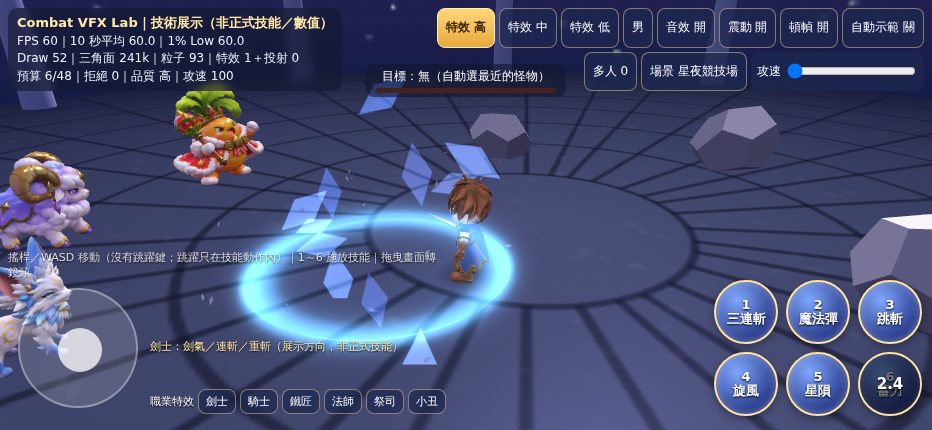 Combat VFX Lab｜技術展示（非正式技能／數值）
FPS 60｜10 秒平均 60.0｜1% Low 60.0
Draw 52｜三角面 241k｜粒子 93｜特效 1＋投射 0
預算 6/48｜拒絕 0｜品質 高｜攻速 100
特效 高
特效 中
特效 低
男
音效 開
震動 開
頓幀 開
自動示範 關
多人 0
場景 星夜競技場
攻速
目標：無（自動選最近的怪物）
搖桿／WASD 移動（沒有跳躍鍵；跳躍只在技能動作內）｜1～6 施放技能｜拖曳畫面轉
鏡頭
劍士：劍氣／連斬／重斬（展示方向，非正式技能）
職業特效
劍士
騎士
鐵匠
法師
祭司
小丑
1
三連斬
2
魔法彈
3
跳斬
4
旋風
5
星隕
6
2.4